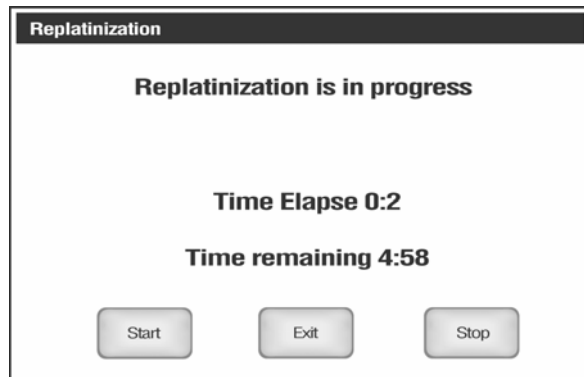 Replatinization
Replatinization is in progress
Time Elapse 0:2
Time remaining 4:58
Start Exit Stop